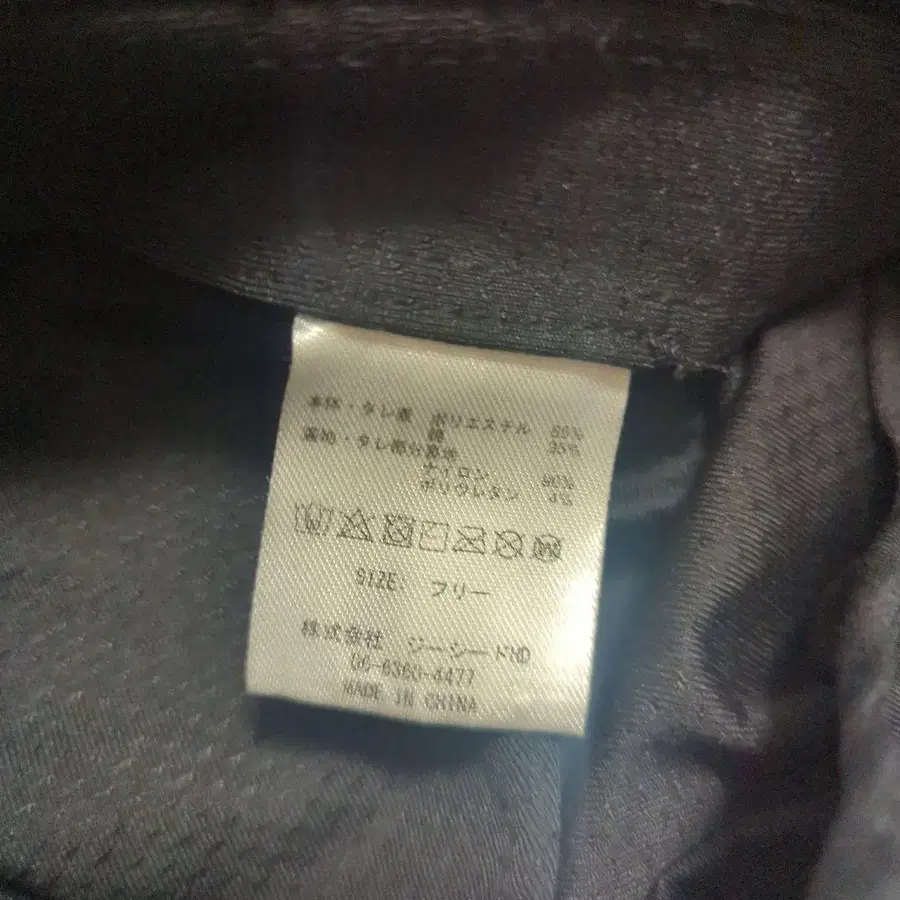 本体・タレ表 ポリエステル 65%
綿 35%
裏地・タレ部分裏地
ナイロン 96%
ポリウレタン 4%
SIZE: フリー
株式会社 ジーシードHD
06-6360-4477
MADE IN CHINA